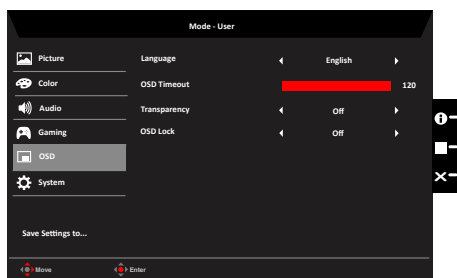 Mode - User
Picture
Language English
Color
OSD Timeout 120
Audio
Transparency Off
Gaming
OSD Lock Off
OSD
System
Save Settings to...
Move Enter